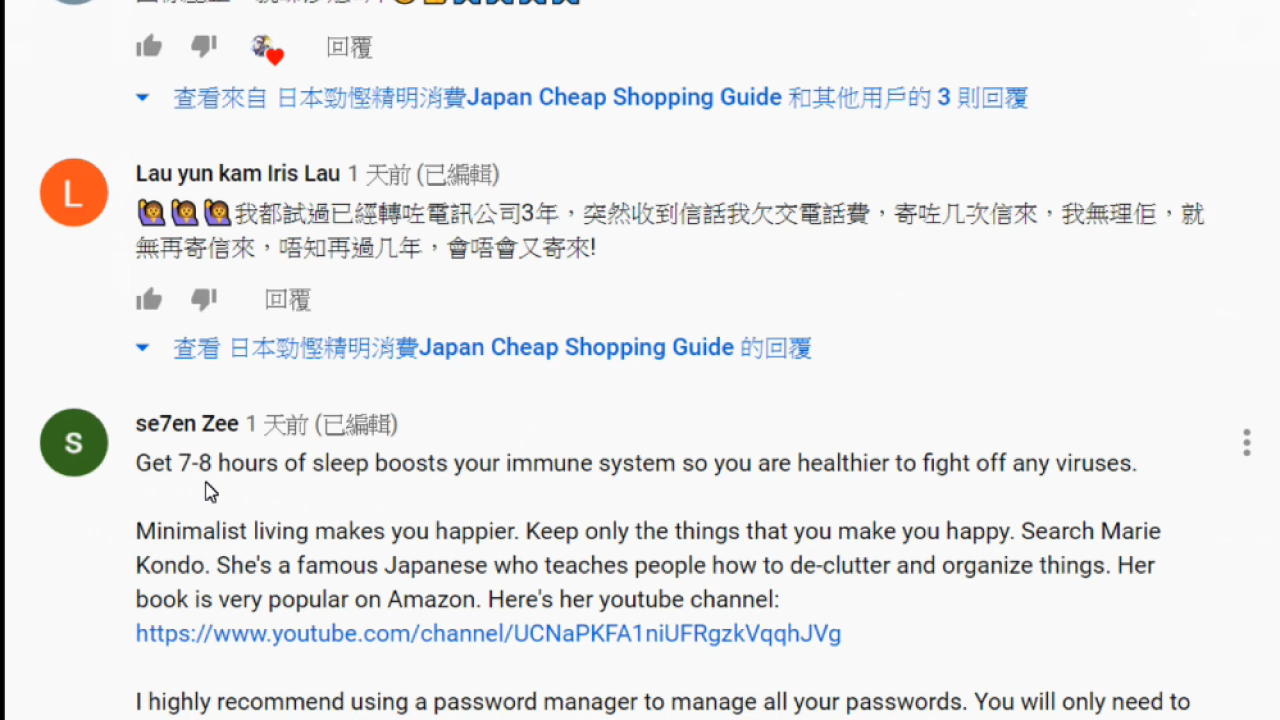 回覆
查看來自 日本勁慳精明消費Japan Cheap Shopping Guide 和其他用戶的 3 則回覆
L
Lau yun kam Iris Lau 1 天前 (已編輯)
🙋🏾‍♀️🙋🏾‍♀️🙋🏾‍♀️我都試過已經轉咗電訊公司3年，突然收到信話我欠交電話費，寄咗几次信來，我無理佢，就
無再寄信來，唔知再過几年，會唔會又寄來!
回覆
查看 日本勁慳精明消費Japan Cheap Shopping Guide 的回覆
S
se7en Zee 1 天前 (已編輯)
Get 7-8 hours of sleep boosts your immune system so you are healthier to fight off any viruses.
Minimalist living makes you happier. Keep only the things that you make you happy. Search Marie
Kondo. She's a famous Japanese who teaches people how to de-clutter and organize things. Her
book is very popular on Amazon. Here's her youtube channel:
https://www.youtube.com/channel/UCNaPKFA1niUFRgzkVqqhJVg
I highly recommend using a password manager to manage all your passwords. You will only need to